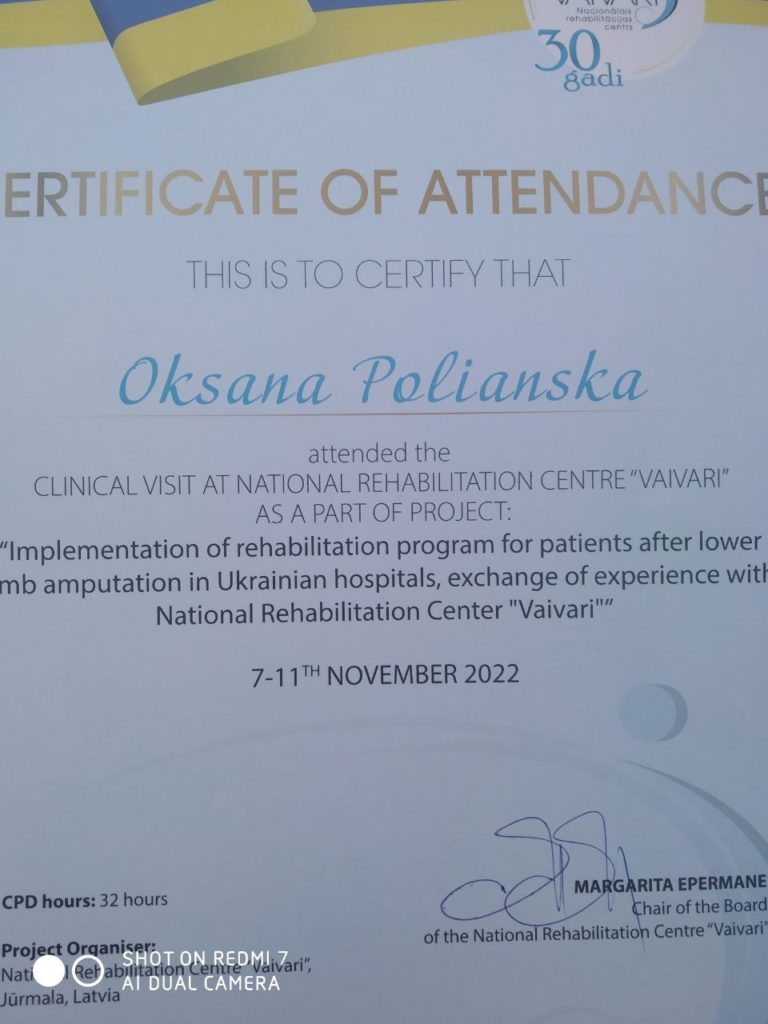 VAIVARI
Nacionālais
rehabilitācijas
centrs
30
gadi
ERTIFICATE OF ATTENDANCE
THIS IS TO CERTIFY THAT
Oksana Polianska
attended the
CLINICAL VISIT AT NATIONAL REHABILITATION CENTRE “VAIVARI”
AS A PART OF PROJECT:
“Implementation of rehabilitation program for patients after lower
mb amputation in Ukrainian hospitals, exchange of experience with
National Rehabilitation Center "Vaivari"”
7-11TH NOVEMBER 2022
MARGARITA EPERMANE
Chair of the Board
of the National Rehabilitation Centre “Vaivari”
CPD hours: 32 hours
Project Organiser:
National Rehabilitation Centre “Vaivari”,
Jūrmala, Latvia
SHOT ON REDMI 7
AI DUAL CAMERA